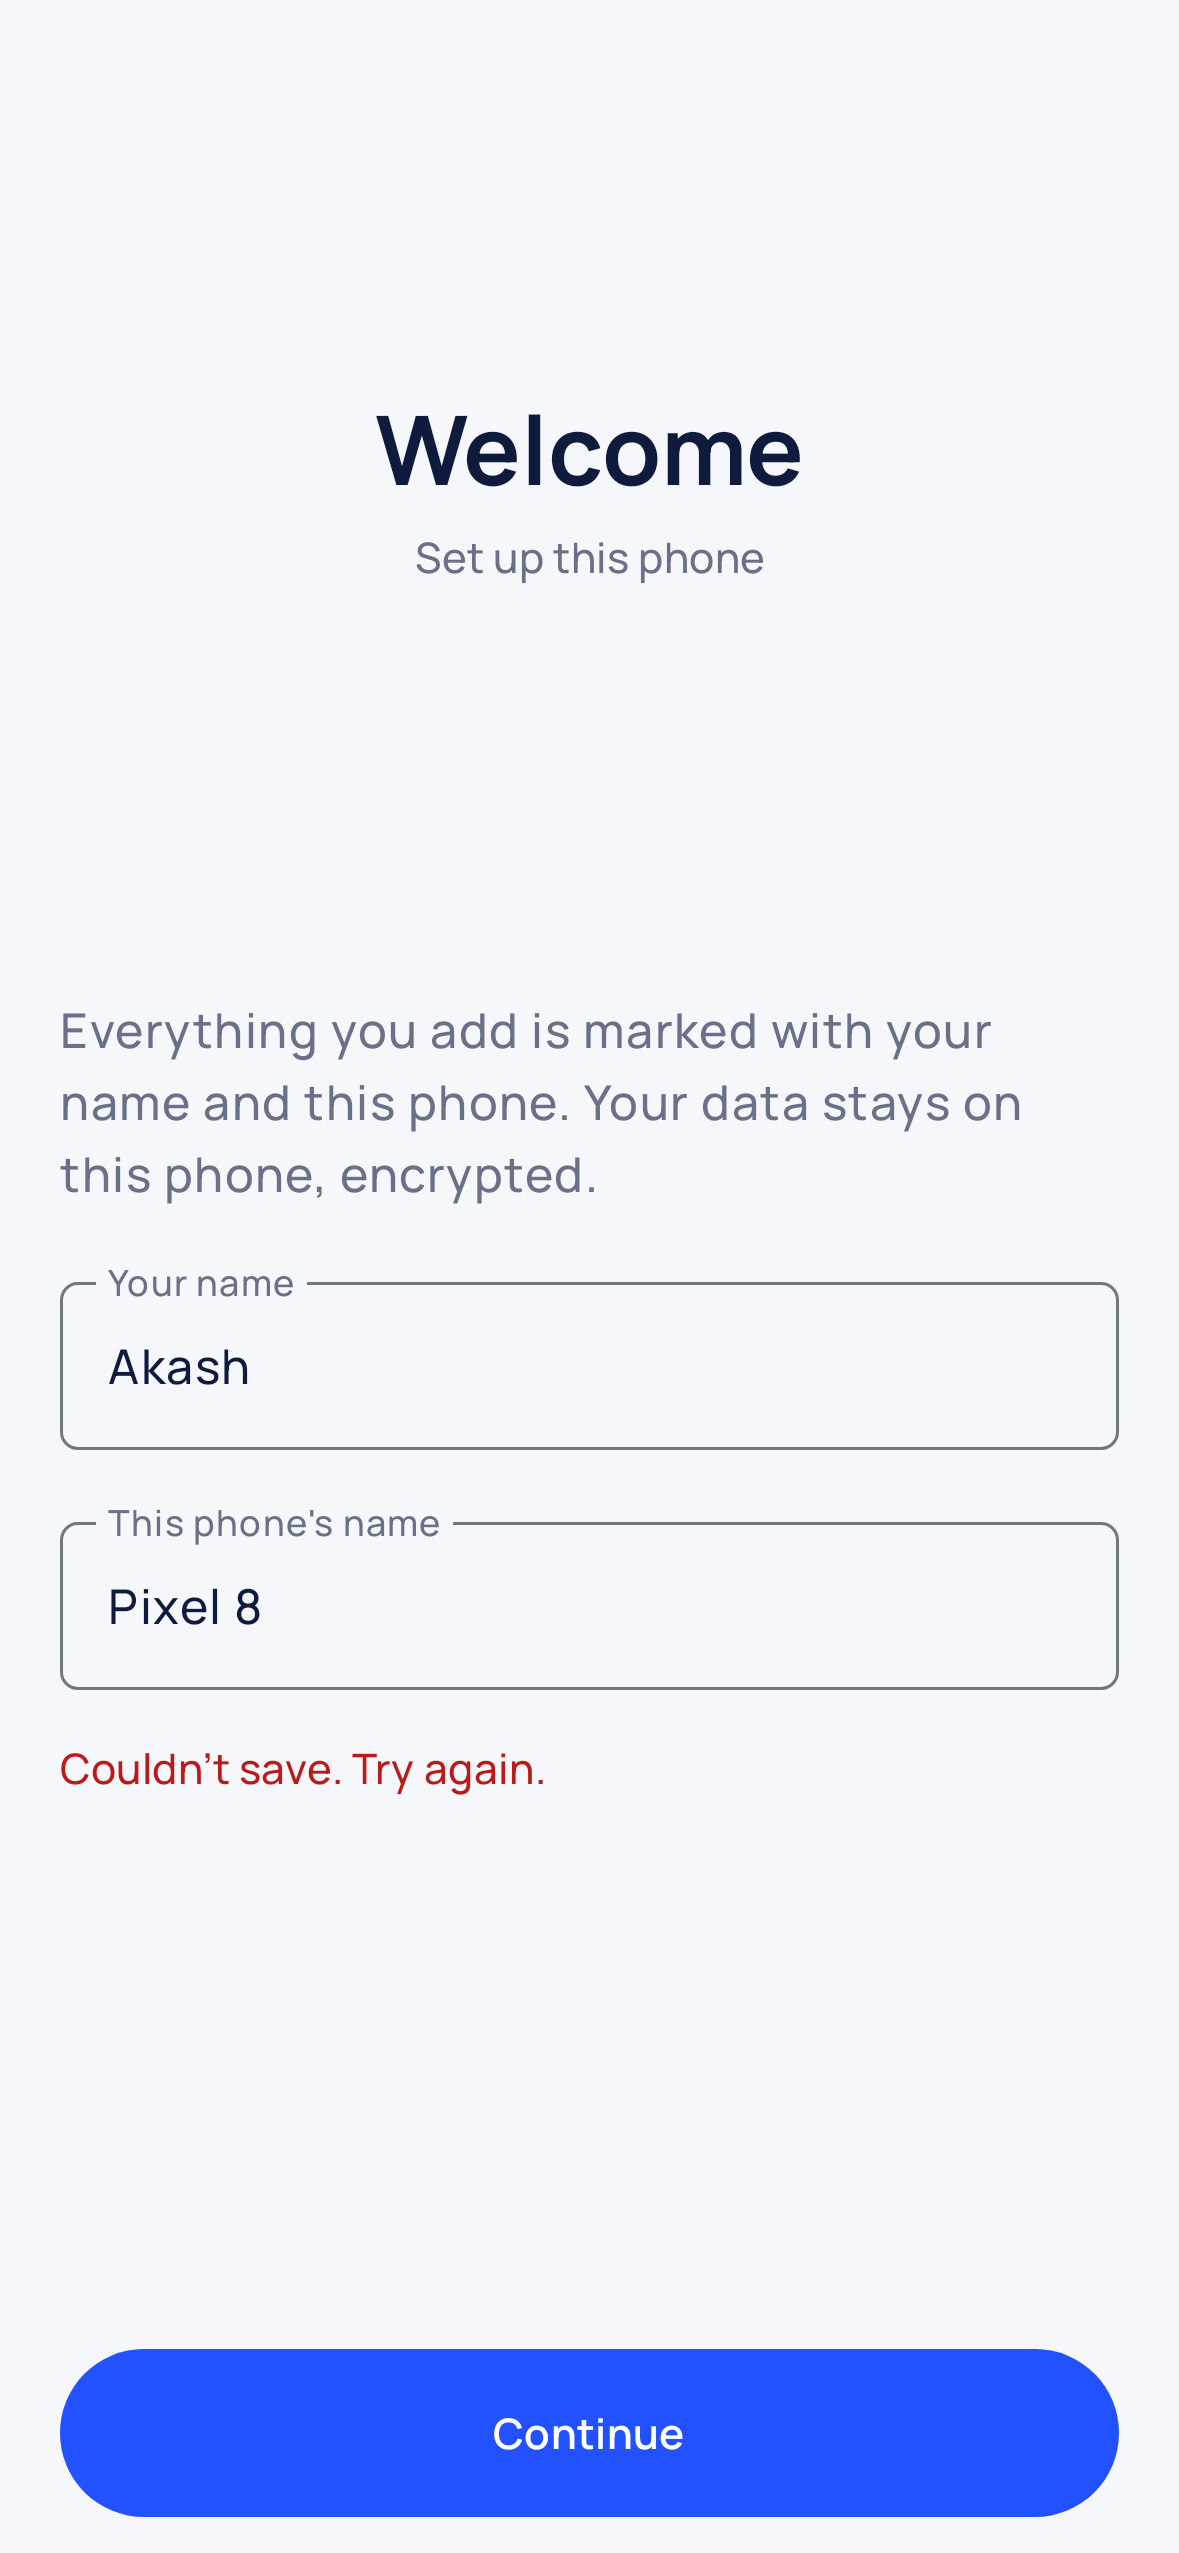 Welcome
Set up this phone
Everything you add is marked with your
name and this phone. Your data stays on
this phone, encrypted.
Your name
Akash
This phone's name
Pixel 8
Couldn’t save. Try again.
Continue